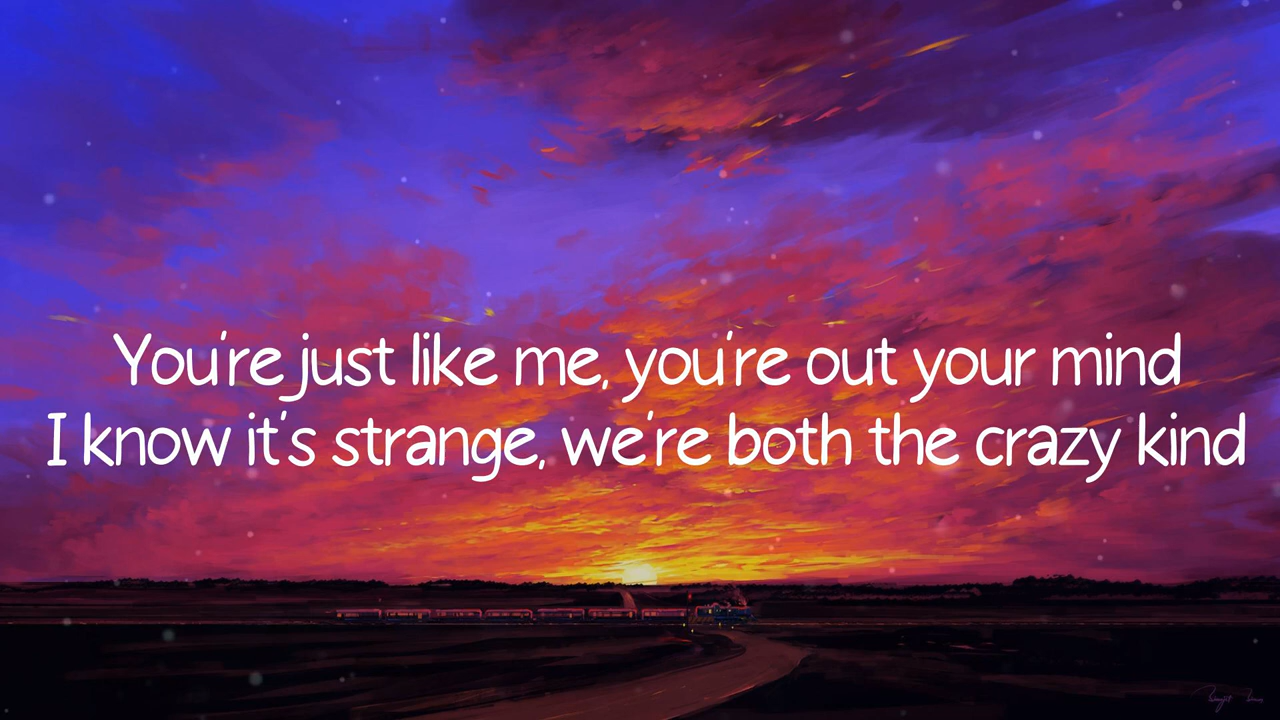 You're just like me, you're out your mind
I know it's strange, we're both the crazy kind